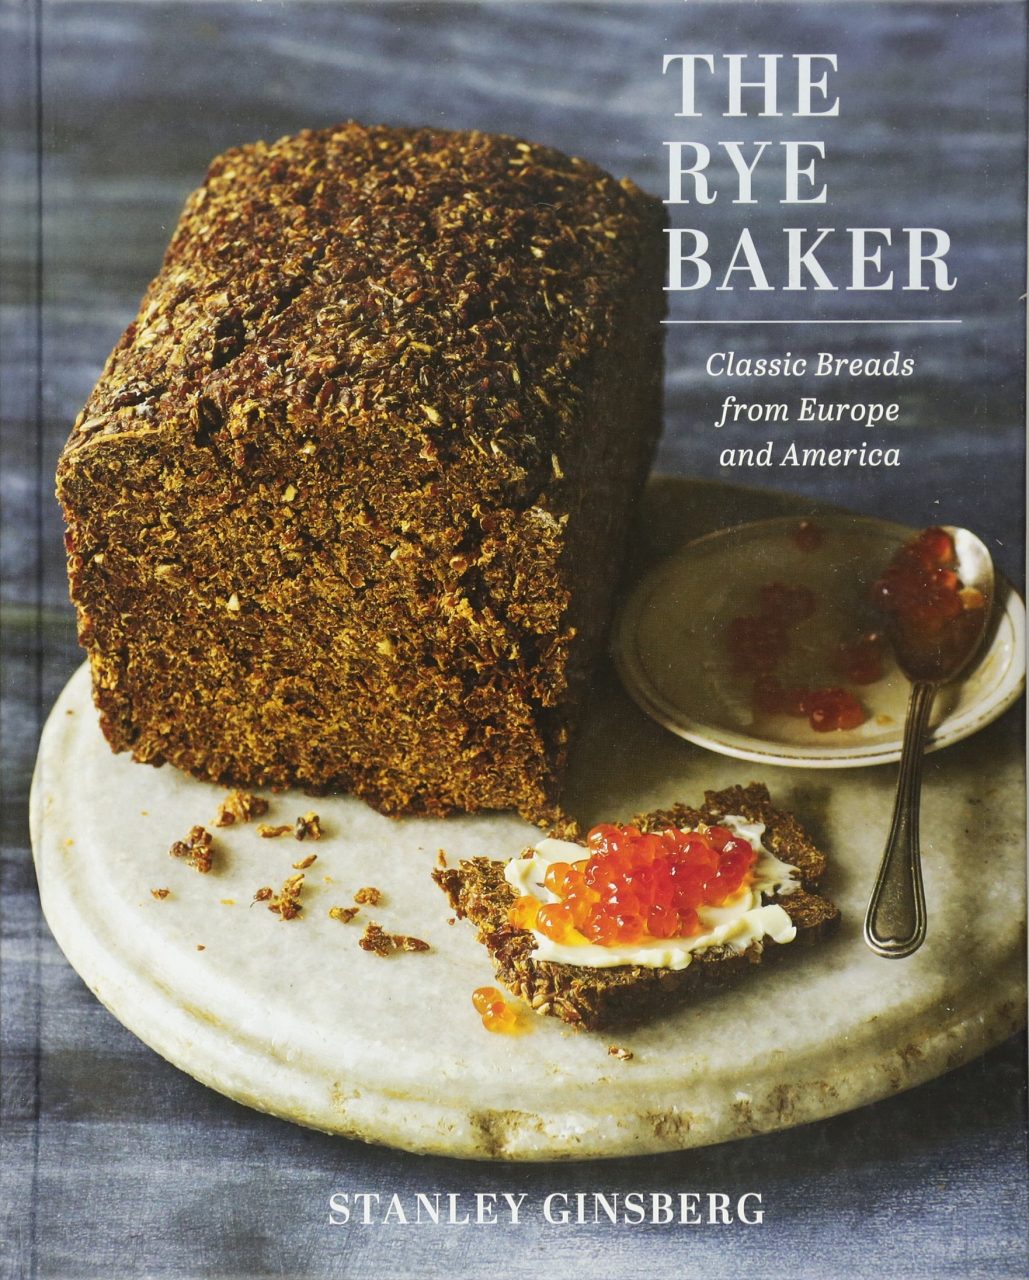 THE
RYE
BAKER
Classic Breads
from Europe
and America
STANLEY GINSBERG